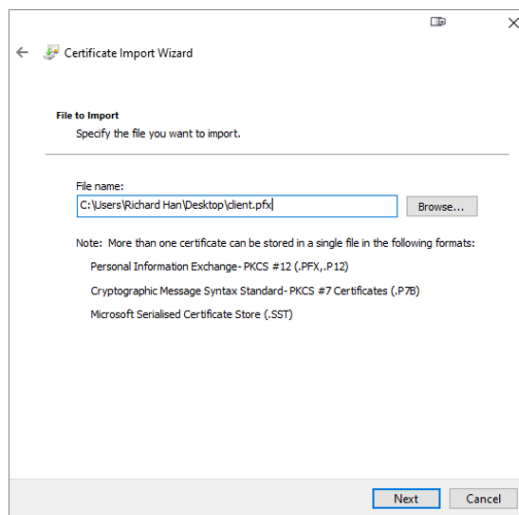 Certificate Import Wizard
File to Import
Specify the file you want to import.
File name:
C:\Users\Richard Han\Desktop\client.pfx
Browse...
Note: More than one certificate can be stored in a single file in the following formats:
Personal Information Exchange- PKCS #12 (.PFX,.P12)
Cryptographic Message Syntax Standard- PKCS #7 Certificates (.P7B)
Microsoft Serialised Certificate Store (.SST)
Next
Cancel